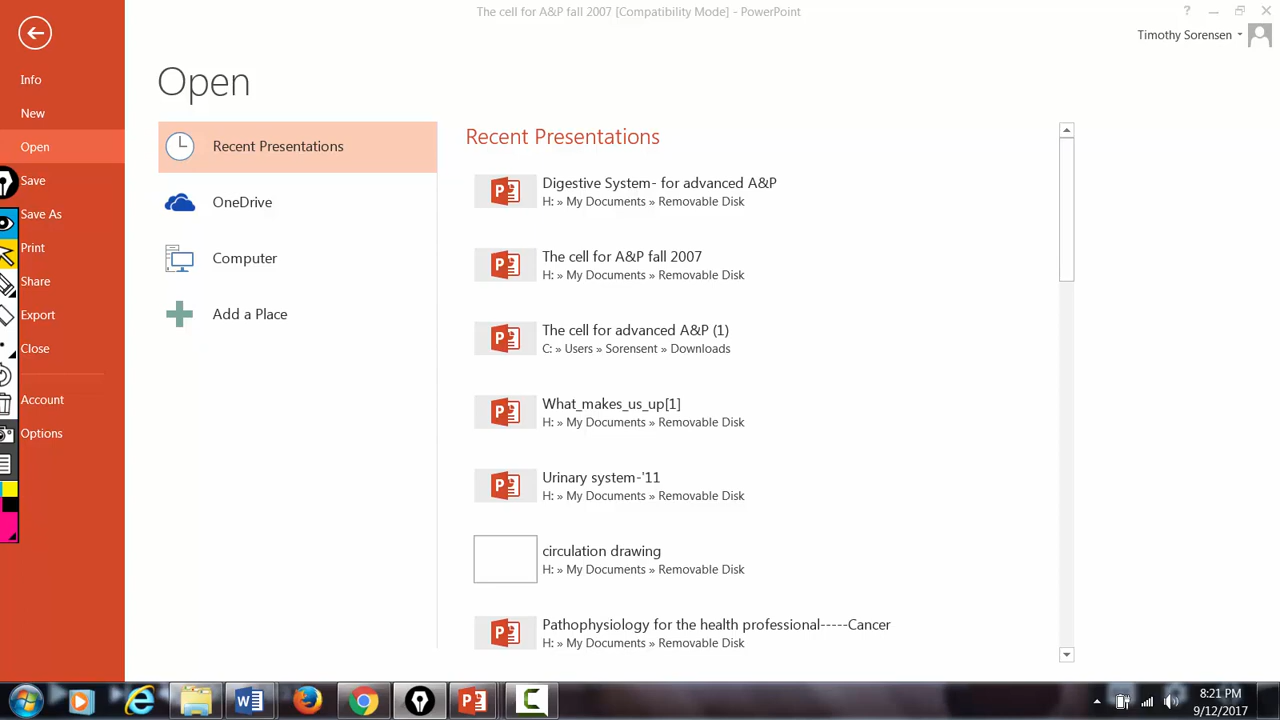 The cell for A&P fall 2007 [Compatibility Mode] - PowerPoint
?
Timothy Sorensen
Info
New
Open
Save
Save As
Print
Share
Export
Close
Account
Options
Open
Recent Presentations
OneDrive
Computer
Add a Place
Recent Presentations
Digestive System- for advanced A&P
H: » My Documents » Removable Disk
The cell for A&P fall 2007
H: » My Documents » Removable Disk
The cell for advanced A&P (1)
C: » Users » Sorensent » Downloads
What_makes_us_up[1]
H: » My Documents » Removable Disk
Urinary system-'11
H: » My Documents » Removable Disk
circulation drawing
H: » My Documents » Removable Disk
Pathophysiology for the health professional-----Cancer
H: » My Documents » Removable Disk
8:21 PM
9/12/2017